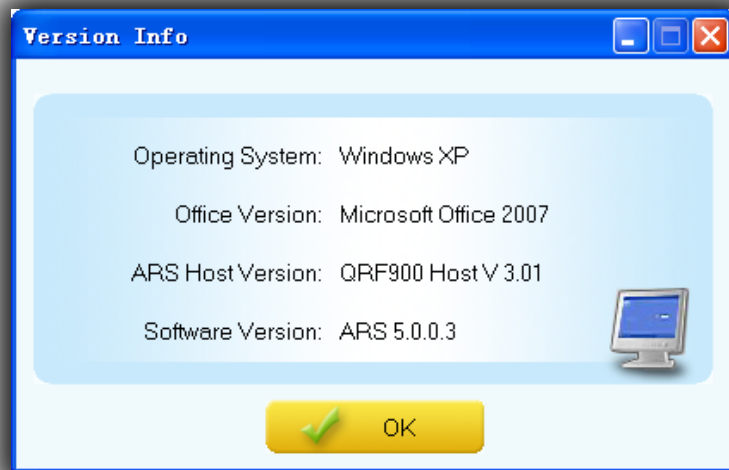 Version Info
Operating System: Windows XP
Office Version: Microsoft Office 2007
ARS Host Version: QRF900 Host V 3.01
Software Version: ARS 5.0.0.3
OK